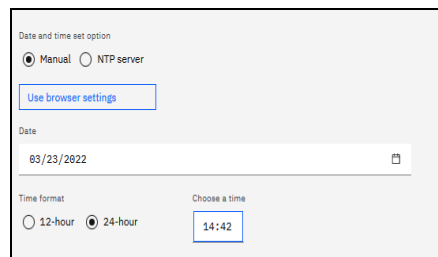 Date and time set option
Manual NTP server
Use browser settings
Date
03/23/2022
Time format Choose a time
12-hour 24-hour 14:42